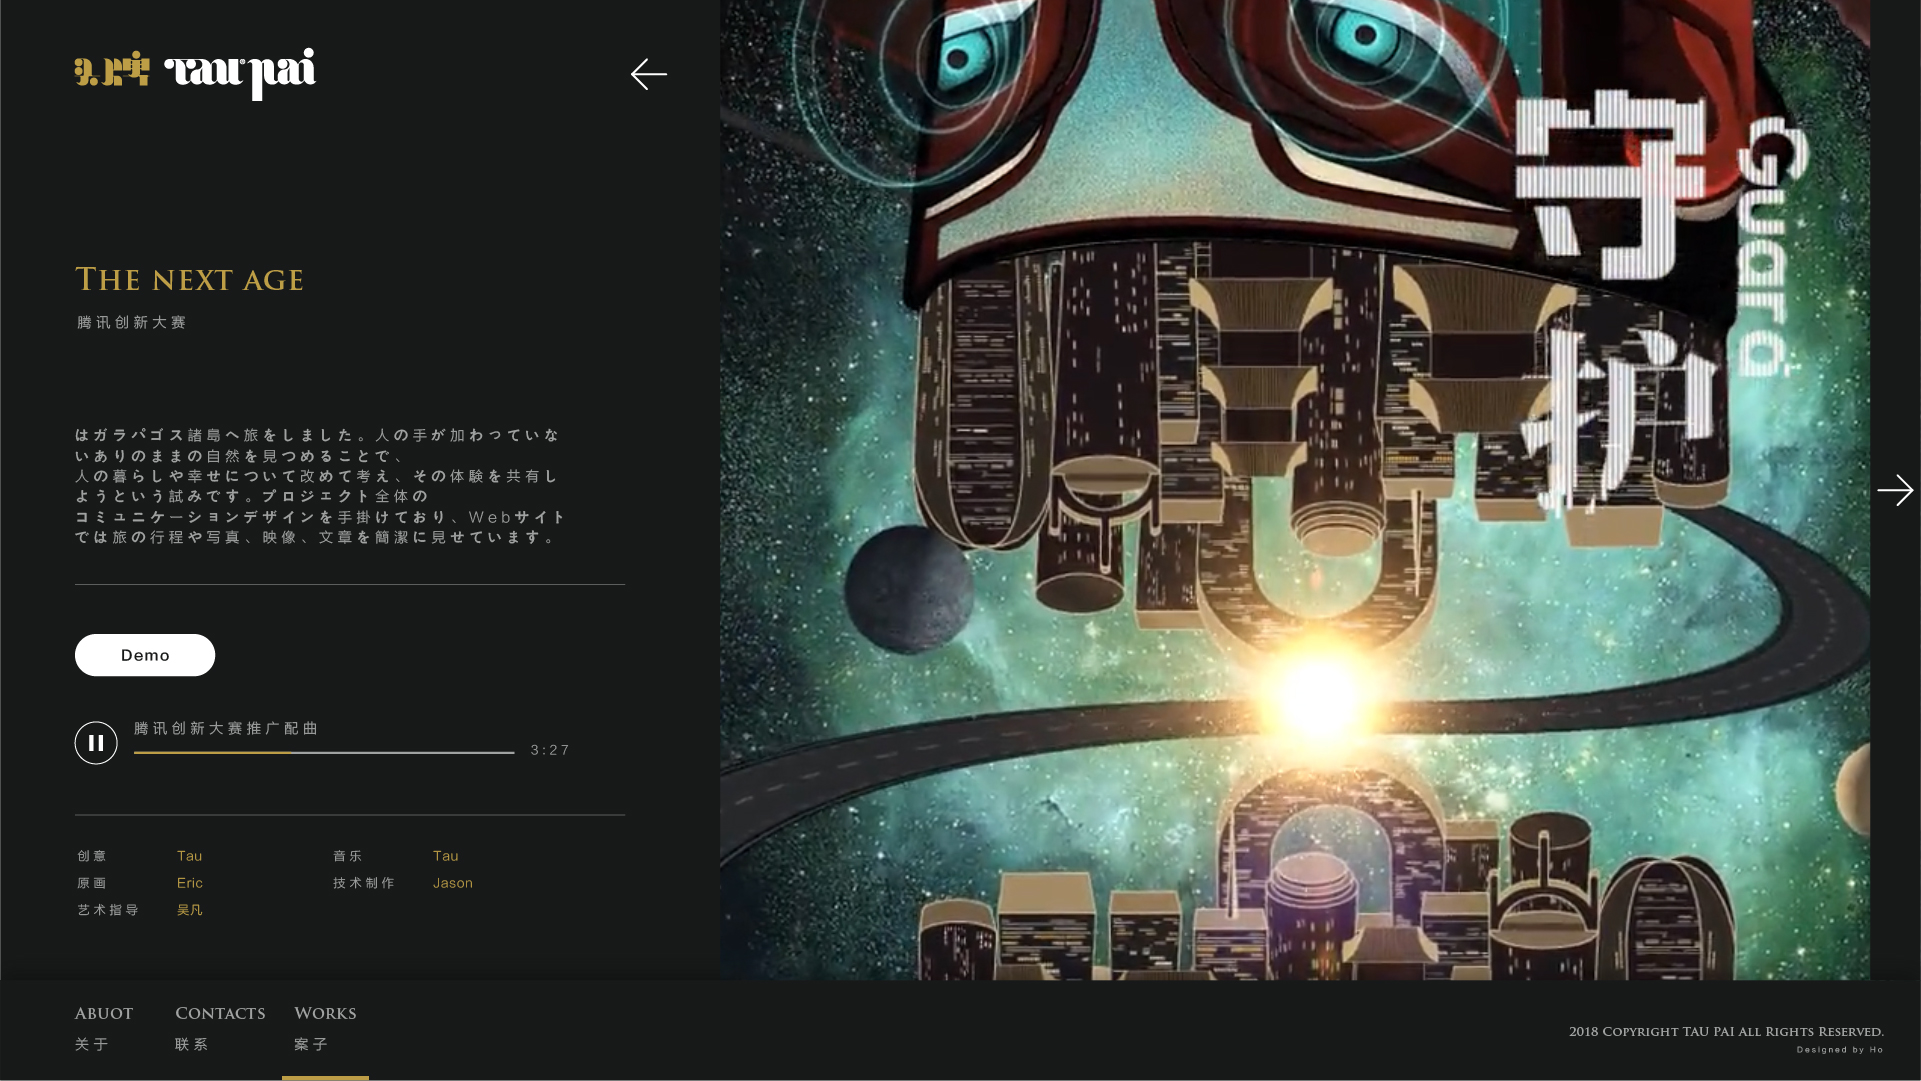 TAU PAI
THE NEXT AGE
腾讯创新大赛
はガラパゴス諸島へ旅をしました。人の手が加わっていな
いありのままの自然を見つめることで、
人の暮らしや幸せについて改めて考え、その体験を共有し
ようという試みです。プロジェクト全体の
コミュニケーションデザインを手掛けており、Webサイト
では旅の行程や写真、映像、文章を簡潔に見せています。
Demo
腾讯创新大赛推广配曲
3:27
创意 Tau 音乐 Tau
原画 Eric 技术制作 Jason
艺术指导 吴凡
守护
Guard
ABUOT CONTACTS WORKS
关于 联系 案子
2018 COPYRIGHT TAU PAI ALL RIGHTS RESERVED.
Designed by Ho